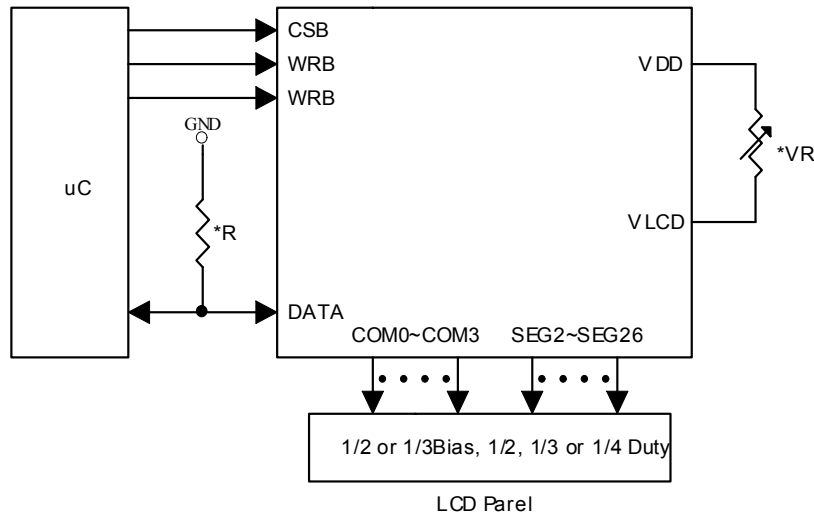 CSB
WRB
VDD
WRB
GND
*VR
uC
*R
VLCD
DATA
COM0~COM3 SEG2~SEG26
1/2 or 1/3Bias, 1/2, 1/3 or 1/4 Duty
LCD Parel